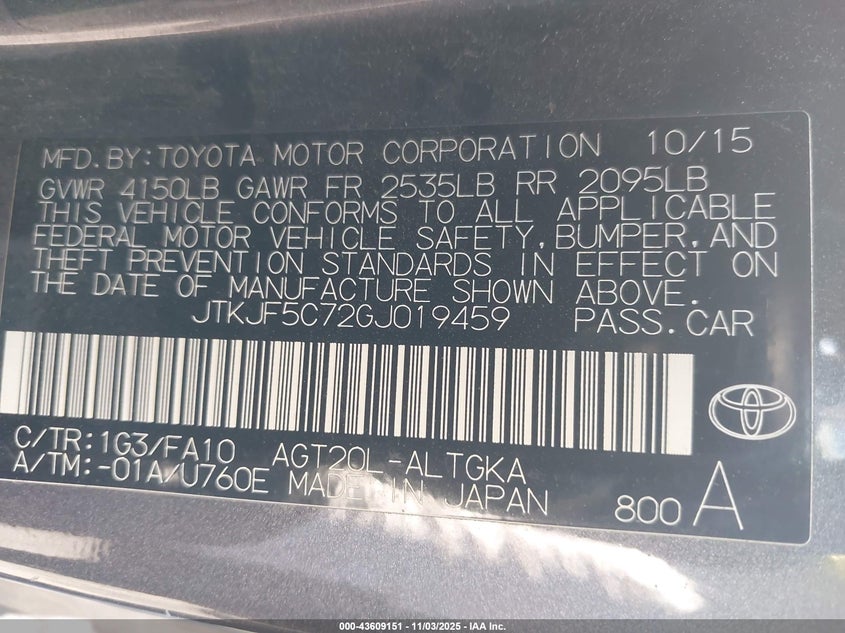 MFD.BY:TOYOTA MOTOR CORPORATION 10/15
GVWR 4150LB GAWR FR 2535LB RR 2095LB
THIS VEHICLE CONFORMS TO ALL APPLICABLE
FEDERAL MOTOR VEHICLE SAFETY,BUMPER,AND
THEFT PREVENTION STANDARDS IN EFFECT ON
THE DATE OF MANUFACTURE SHOWN ABOVE.
JTKJF5C72GJ019459 PASS.CAR
C/TR:1G3/FA10 AGT20L-ALTGKA
A/TM:-01A/U760E MADE IN JAPAN 800 A
000-43609151 - 11/03/2025 - IAA Inc.